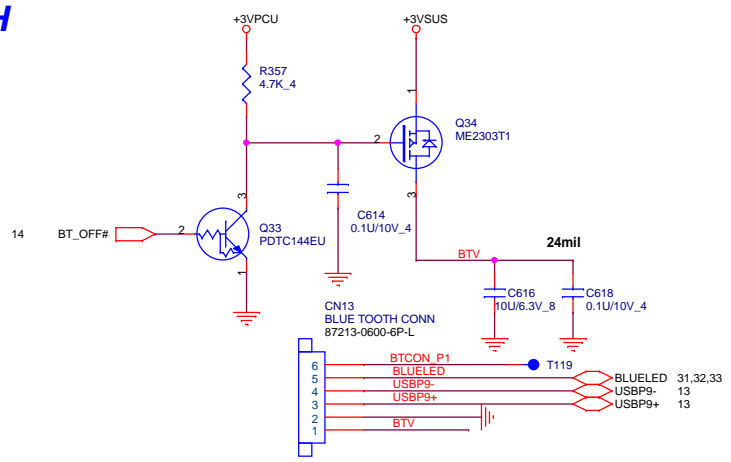 H
+3VPCU
+3VSUS
R357
4.7K_4
1
Q34
ME2303T1
2
3
3
C614
0.1U/10V_4
14 BT_OFF# 2
Q33
PDTC144EU
1
24mil
BTV
C616
10U/6.3V_8
C618
0.1U/10V_4
CN13
BLUE TOOTH CONN
87213-0600-6P-L
6 BTCON_P1 T119
5 BLUELED BLUELED 31,32,33
4 USBP9- USBP9- 13
3 USBP9+ USBP9+ 13
2
1 BTV